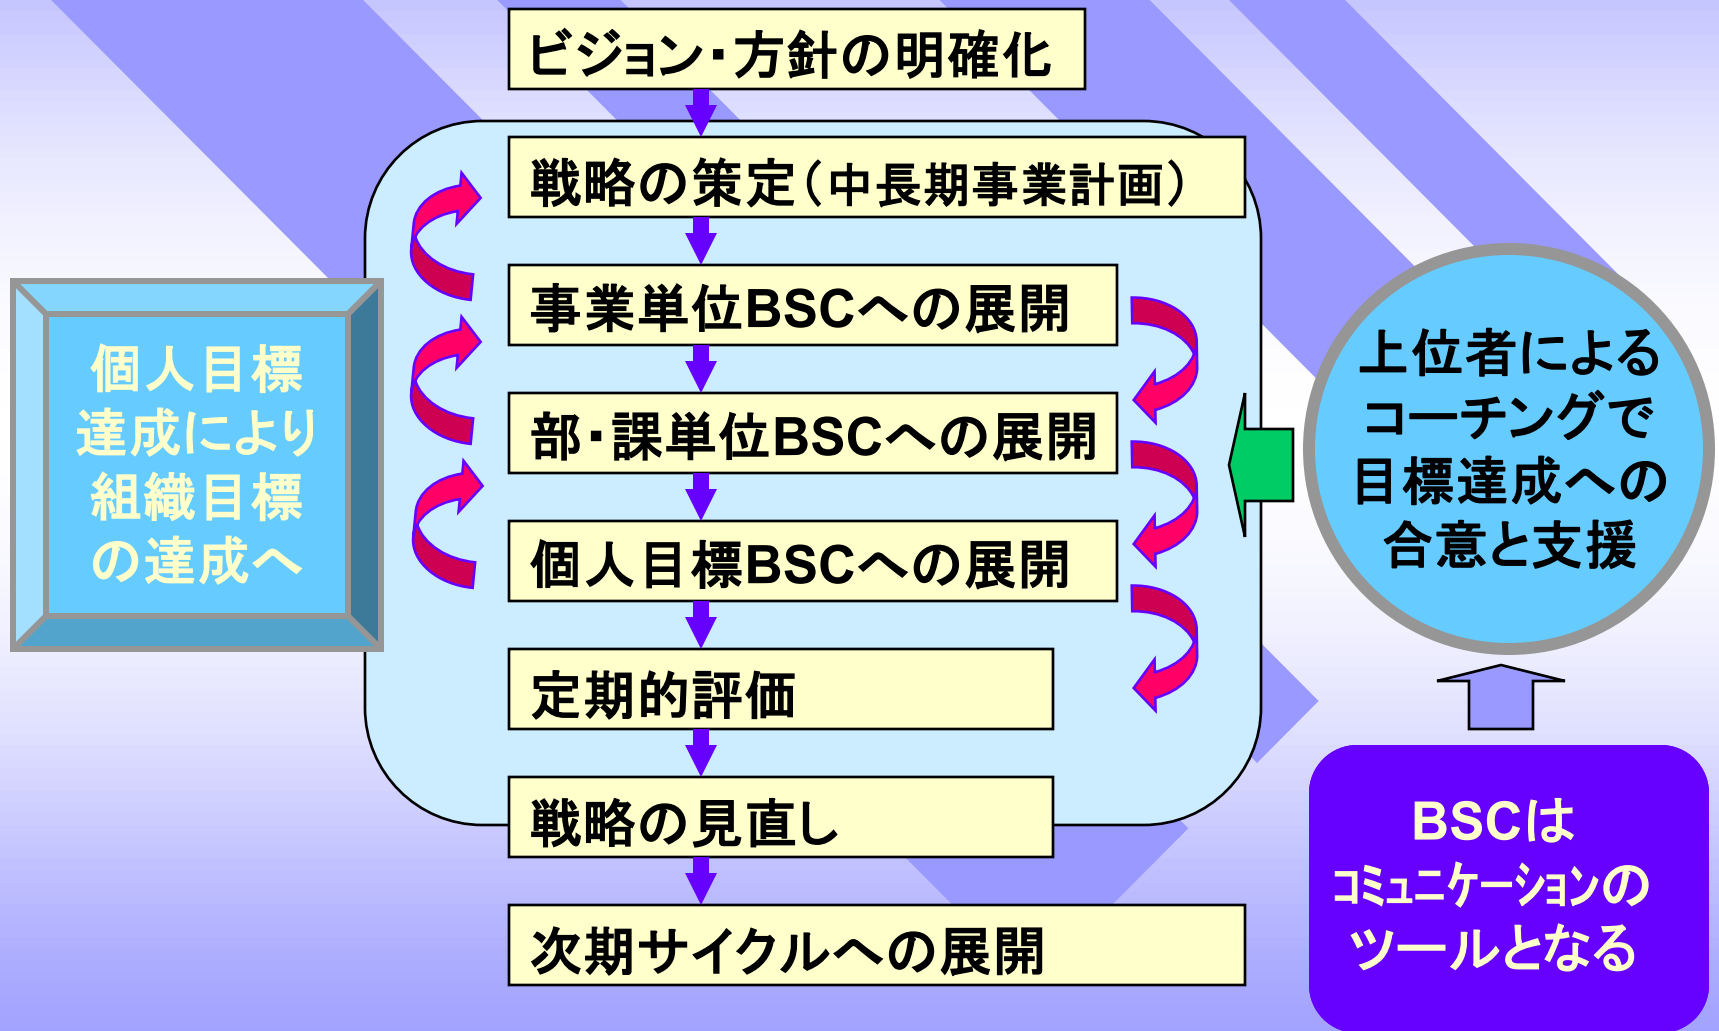 ビジョン・方針の明確化
戦略の策定（中長期事業計画）
事業単位BSCへの展開
部・課単位BSCへの展開
個人目標BSCへの展開
定期的評価
戦略の見直し
次期サイクルへの展開
個人目標
達成により
組織目標
の達成へ
上位者による
コーチングで
目標達成への
合意と支援
BSCは
ｺﾐｭﾆｹｰｼｮﾝの
ツールとなる